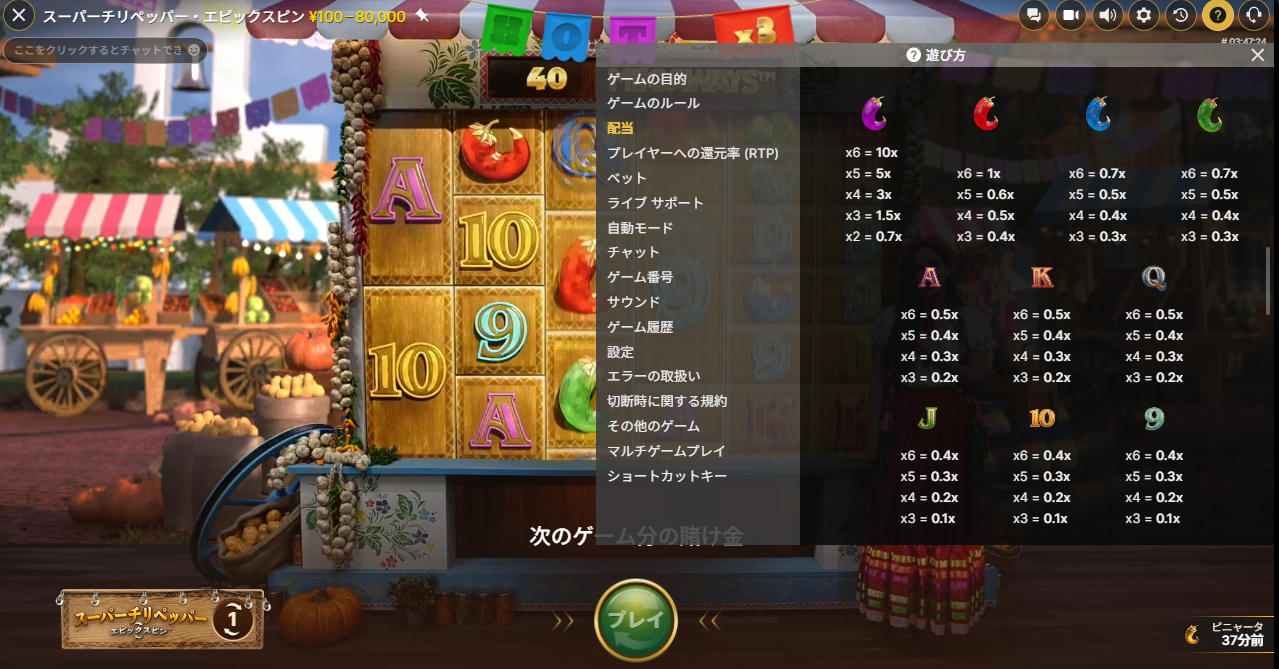 スーパーチリペッパー・エピックスピン ¥100–80,000
ここをクリックするとチャットでき
HOT
x3
# 03:47:24
40
WAYS™
A
10
9
10
A
遊び方
ゲームの目的
ゲームのルール
配当
プレイヤーへの還元率 (RTP)
ベット
ライブ サポート
自動モード
チャット
ゲーム番号
サウンド
ゲーム履歴
設定
エラーの取扱い
切断時に関する規約
その他のゲーム
マルチゲームプレイ
ショートカットキー
x6 = 10x
x5 = 5x
x4 = 3x
x3 = 1.5x
x2 = 0.7x
x6 = 1x
x5 = 0.6x
x4 = 0.5x
x3 = 0.4x
x6 = 0.7x
x5 = 0.5x
x4 = 0.4x
x3 = 0.3x
x6 = 0.7x
x5 = 0.5x
x4 = 0.4x
x3 = 0.3x
A
x6 = 0.5x
x5 = 0.4x
x4 = 0.3x
x3 = 0.2x
K
x6 = 0.5x
x5 = 0.4x
x4 = 0.3x
x3 = 0.2x
Q
x6 = 0.5x
x5 = 0.4x
x4 = 0.3x
x3 = 0.2x
J
x6 = 0.4x
x5 = 0.3x
x4 = 0.2x
x3 = 0.1x
10
x6 = 0.4x
x5 = 0.3x
x4 = 0.2x
x3 = 0.1x
9
x6 = 0.4x
x5 = 0.3x
x4 = 0.2x
x3 = 0.1x
次のゲーム分の賭け金
プレイ
スーパーチリペッパー
エピックスピン
1
ピニャータ
37分前